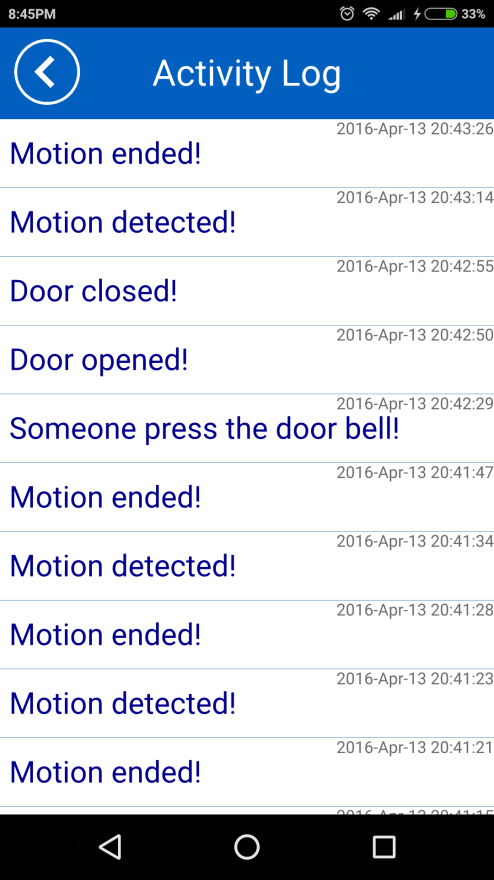 8:45PM 33%
Activity Log
2016-Apr-13 20:43:26
Motion ended!
2016-Apr-13 20:43:14
Motion detected!
2016-Apr-13 20:42:55
Door closed!
2016-Apr-13 20:42:50
Door opened!
2016-Apr-13 20:42:29
Someone press the door bell!
2016-Apr-13 20:41:47
Motion ended!
2016-Apr-13 20:41:34
Motion detected!
2016-Apr-13 20:41:28
Motion ended!
2016-Apr-13 20:41:23
Motion detected!
2016-Apr-13 20:41:21
Motion ended!